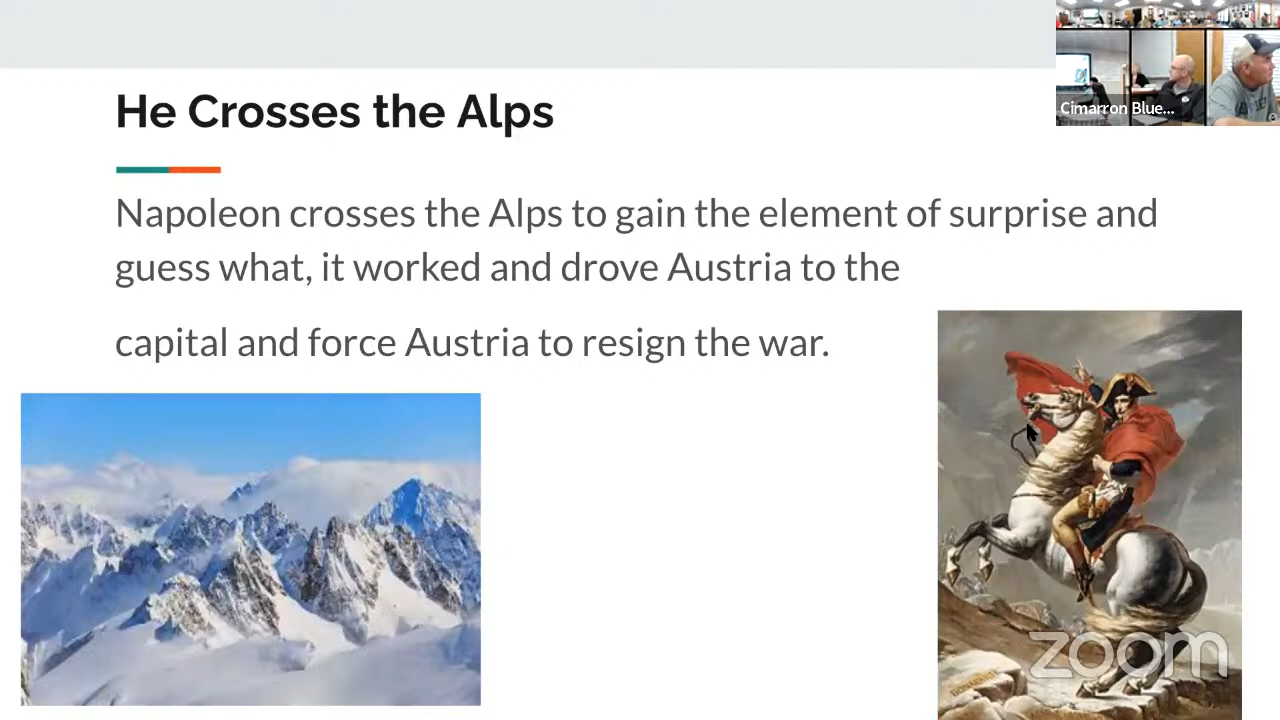 He Crosses the Alps
Cimarron Blue...
Napoleon crosses the Alps to gain the element of surprise and
guess what, it worked and drove Austria to the
capital and force Austria to resign the war.
zoom